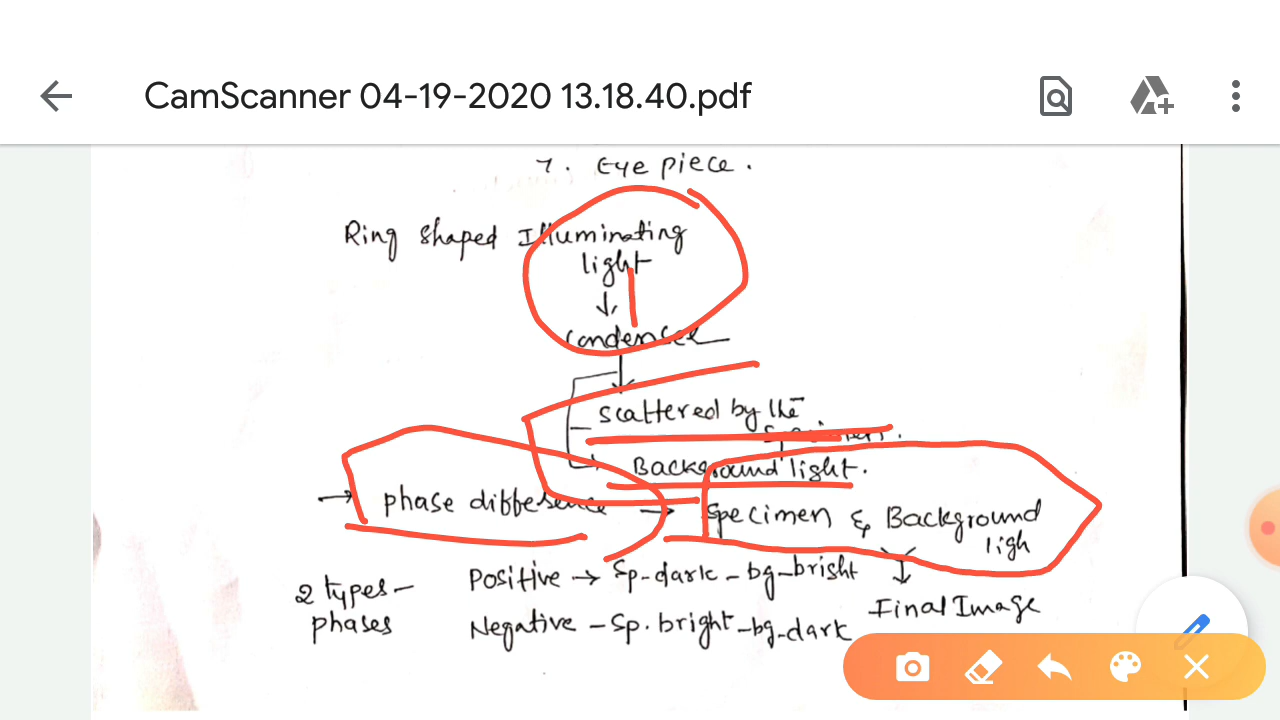 CamScanner 04-19-2020 13.18.40.pdf
7. Eye piece.
Ring shaped Illuminating
light
↓
Condenser
↓
scattered by the
specimen.
Background light.
→ phase difference → Specimen & Background
ligh
↓
2 types- Positive → Sp-dark-bg-bright Final Image
phases Negative - Sp. bright-bg-dark